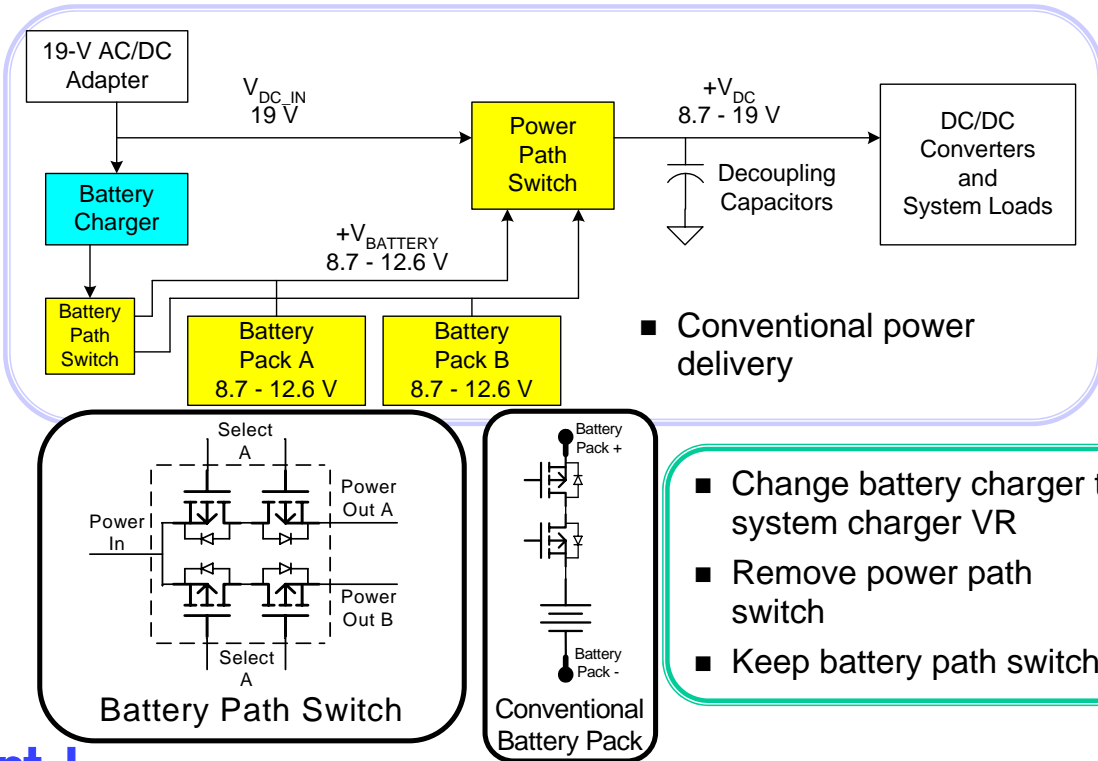 19-V AC/DC
Adapter
V_DC_IN
19 V
Power
Path
Switch
+V_DC
8.7 - 19 V
Decoupling
Capacitors
DC/DC
Converters
and
System Loads
Battery
Charger
+V_BATTERY
8.7 - 12.6 V
Battery
Path
Switch
Battery
Pack A
8.7 - 12.6 V
Battery
Pack B
8.7 - 12.6 V
■ Conventional power
delivery
Select
A
Power
In
Power
Out A
Power
Out B
Select
A
Battery Path Switch
Battery
Pack +
Battery
Pack -
Conventional
Battery Pack
■ Change battery charger t
system charger VR
■ Remove power path
switch
■ Keep battery path switch